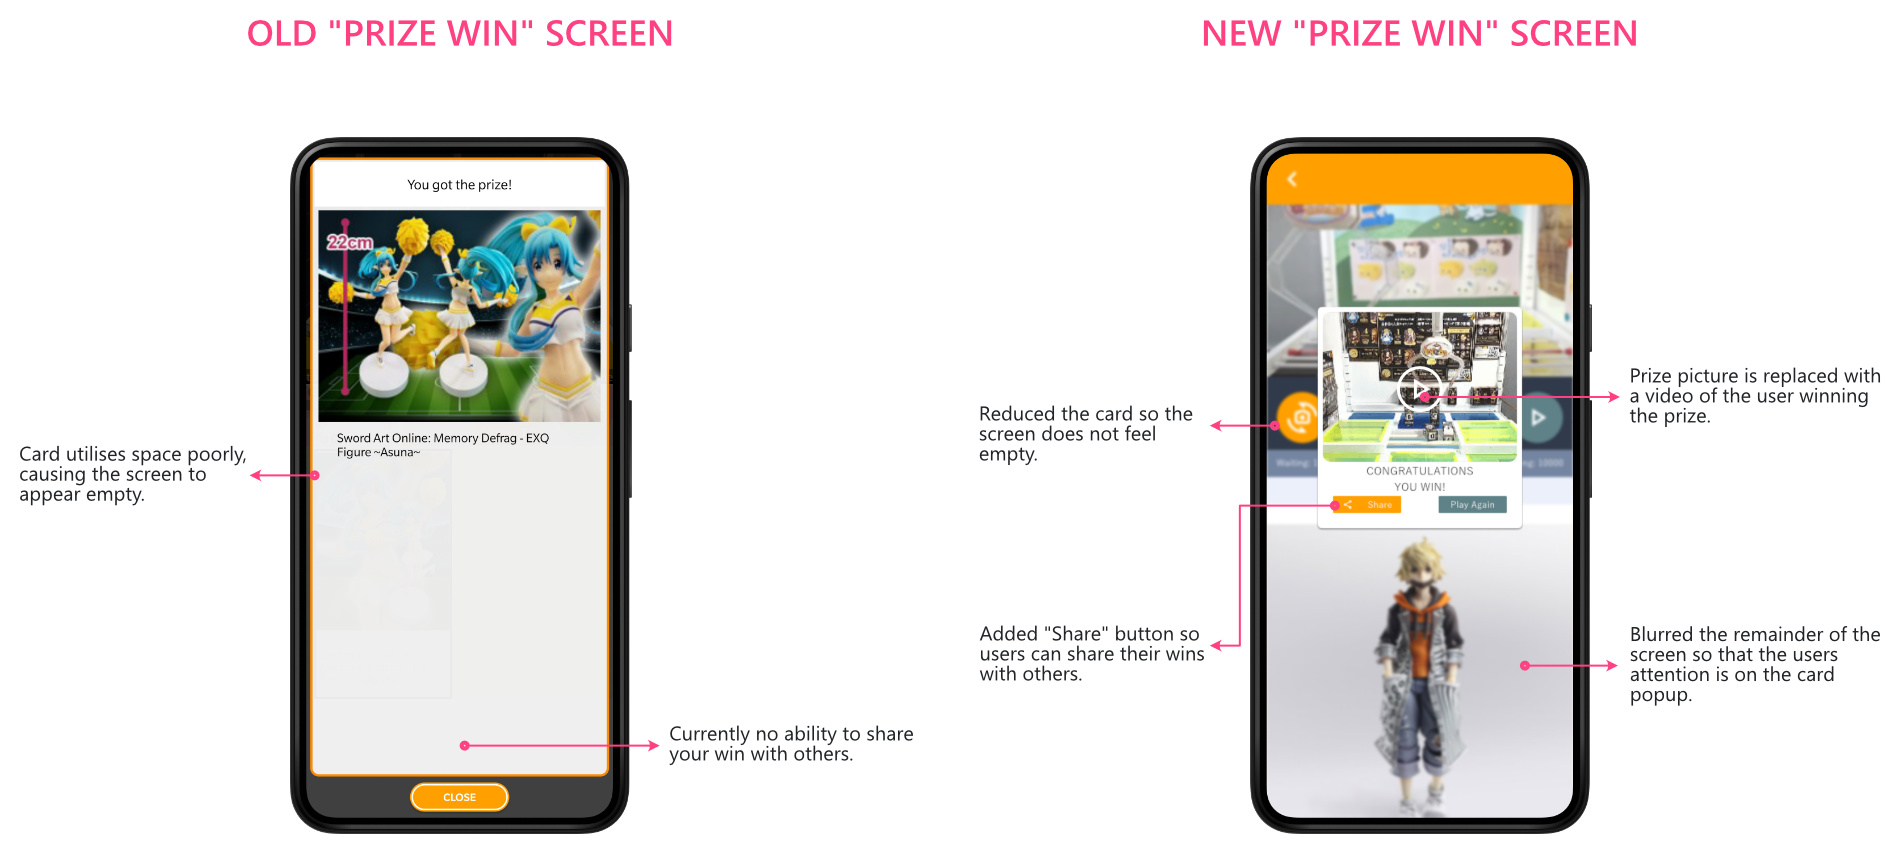 OLD "PRIZE WIN" SCREEN
NEW "PRIZE WIN" SCREEN
You got the prize!
22cm
Sword Art Online: Memory Defrag - EXQ
Figure ~Asuna~
CLOSE
Card utilises space poorly,
causing the screen to
appear empty.
Currently no ability to share
your win with others.
Reduced the card so the
screen does not feel
empty.
Added "Share" button so
users can share their wins
with others.
Waiting:
CONGRATULATIONS
YOU WIN!
Share
Play Again
10000
Prize picture is replaced with
a video of the user winning
the prize.
Blurred the remainder of the
screen so that the users
attention is on the card
popup.